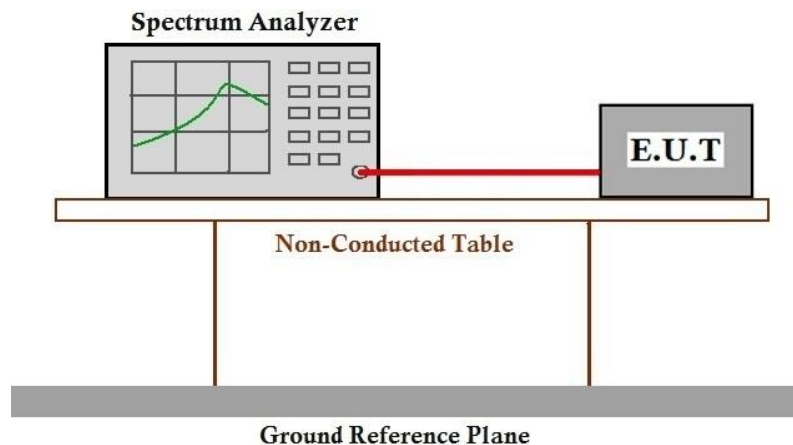 Spectrum Analyzer
E.U.T
Non-Conducted Table
Ground Reference Plane